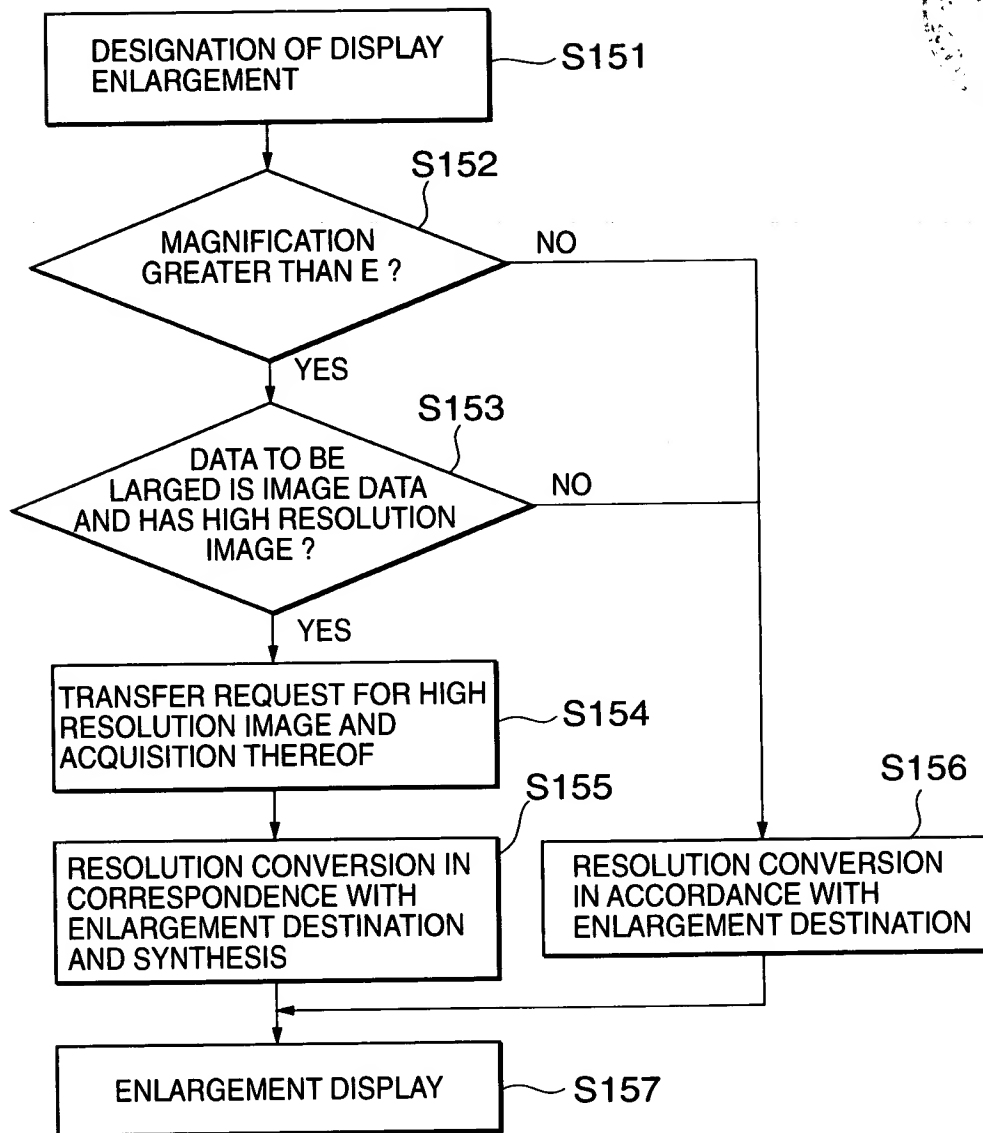 DESIGNATION OF DISPLAY
ENLARGEMENT
S151
S152
MAGNIFICATION
GREATER THAN E ?
NO
YES
S153
DATA TO BE
LARGED IS IMAGE DATA
AND HAS HIGH RESOLUTION
IMAGE ?
NO
YES
TRANSFER REQUEST FOR HIGH
RESOLUTION IMAGE AND
ACQUISITION THEREOF
S154
S155
RESOLUTION CONVERSION IN
CORRESPONDENCE WITH
ENLARGEMENT DESTINATION
AND SYNTHESIS
S156
RESOLUTION CONVERSION
IN ACCORDANCE WITH
ENLARGEMENT DESTINATION
ENLARGEMENT DISPLAY
S157